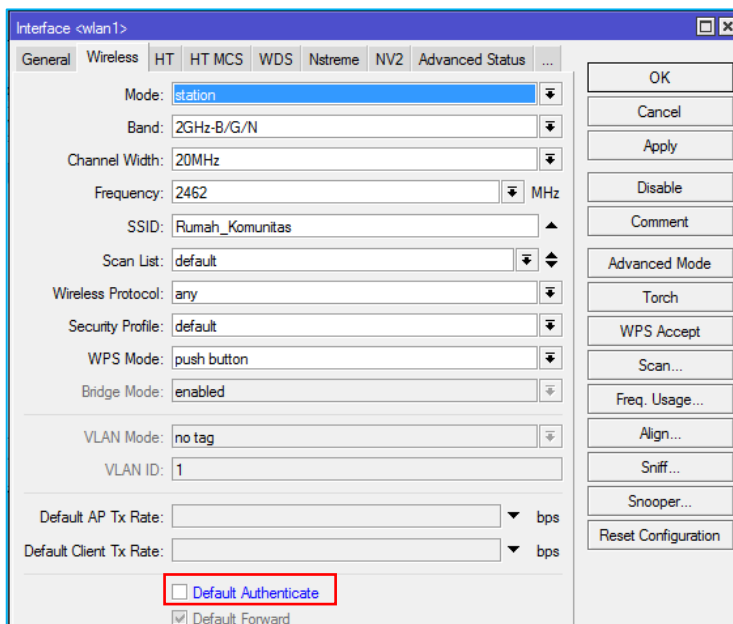 Interface <wlan1>
General Wireless HT HT MCS WDS Nstreme NV2 Advanced Status ...
Mode: station
Band: 2GHz-B/G/N
Channel Width: 20MHz
Frequency: 2462 MHz
SSID: Rumah_Komunitas
Scan List: default
Wireless Protocol: any
Security Profile: default
WPS Mode: push button
Bridge Mode: enabled
VLAN Mode: no tag
VLAN ID: 1
Default AP Tx Rate: bps
Default Client Tx Rate: bps
Default Authenticate
Default Forward
OK
Cancel
Apply
Disable
Comment
Advanced Mode
Torch
WPS Accept
Scan...
Freq. Usage...
Align...
Sniff...
Snooper...
Reset Configuration